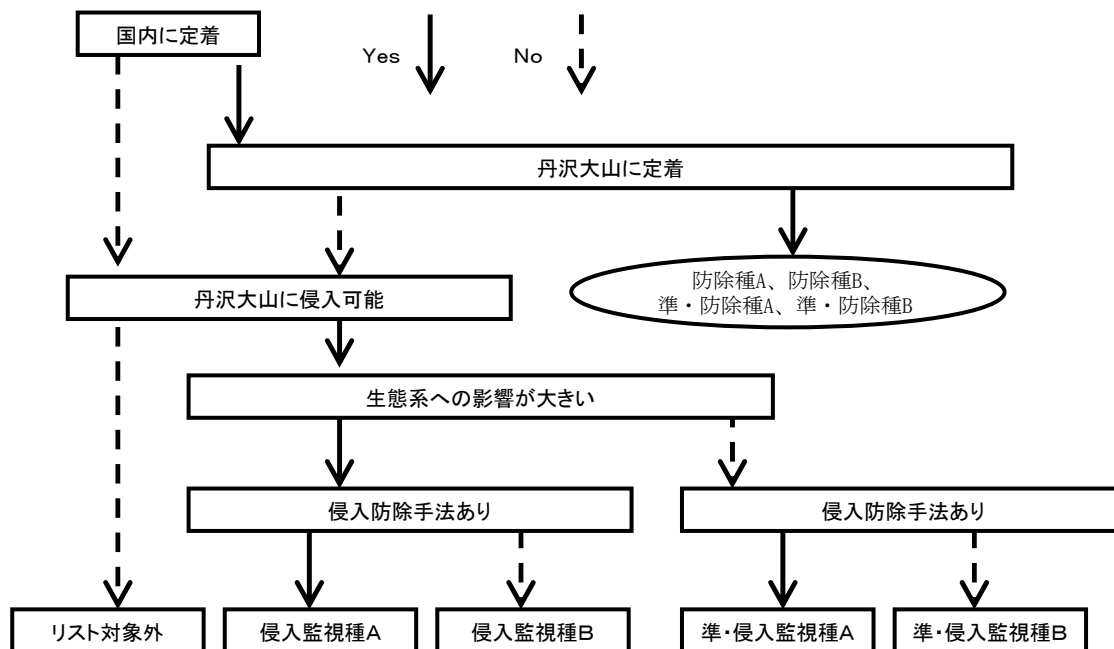 国内に定着
Yes
No
丹沢大山に定着
防除種A、防除種B、
準・防除種A、準・防除種B
丹沢大山に侵入可能
生態系への影響が大きい
侵入防除手法あり
侵入防除手法あり
リスト対象外
侵入監視種A
侵入監視種B
準・侵入監視種A
準・侵入監視種B